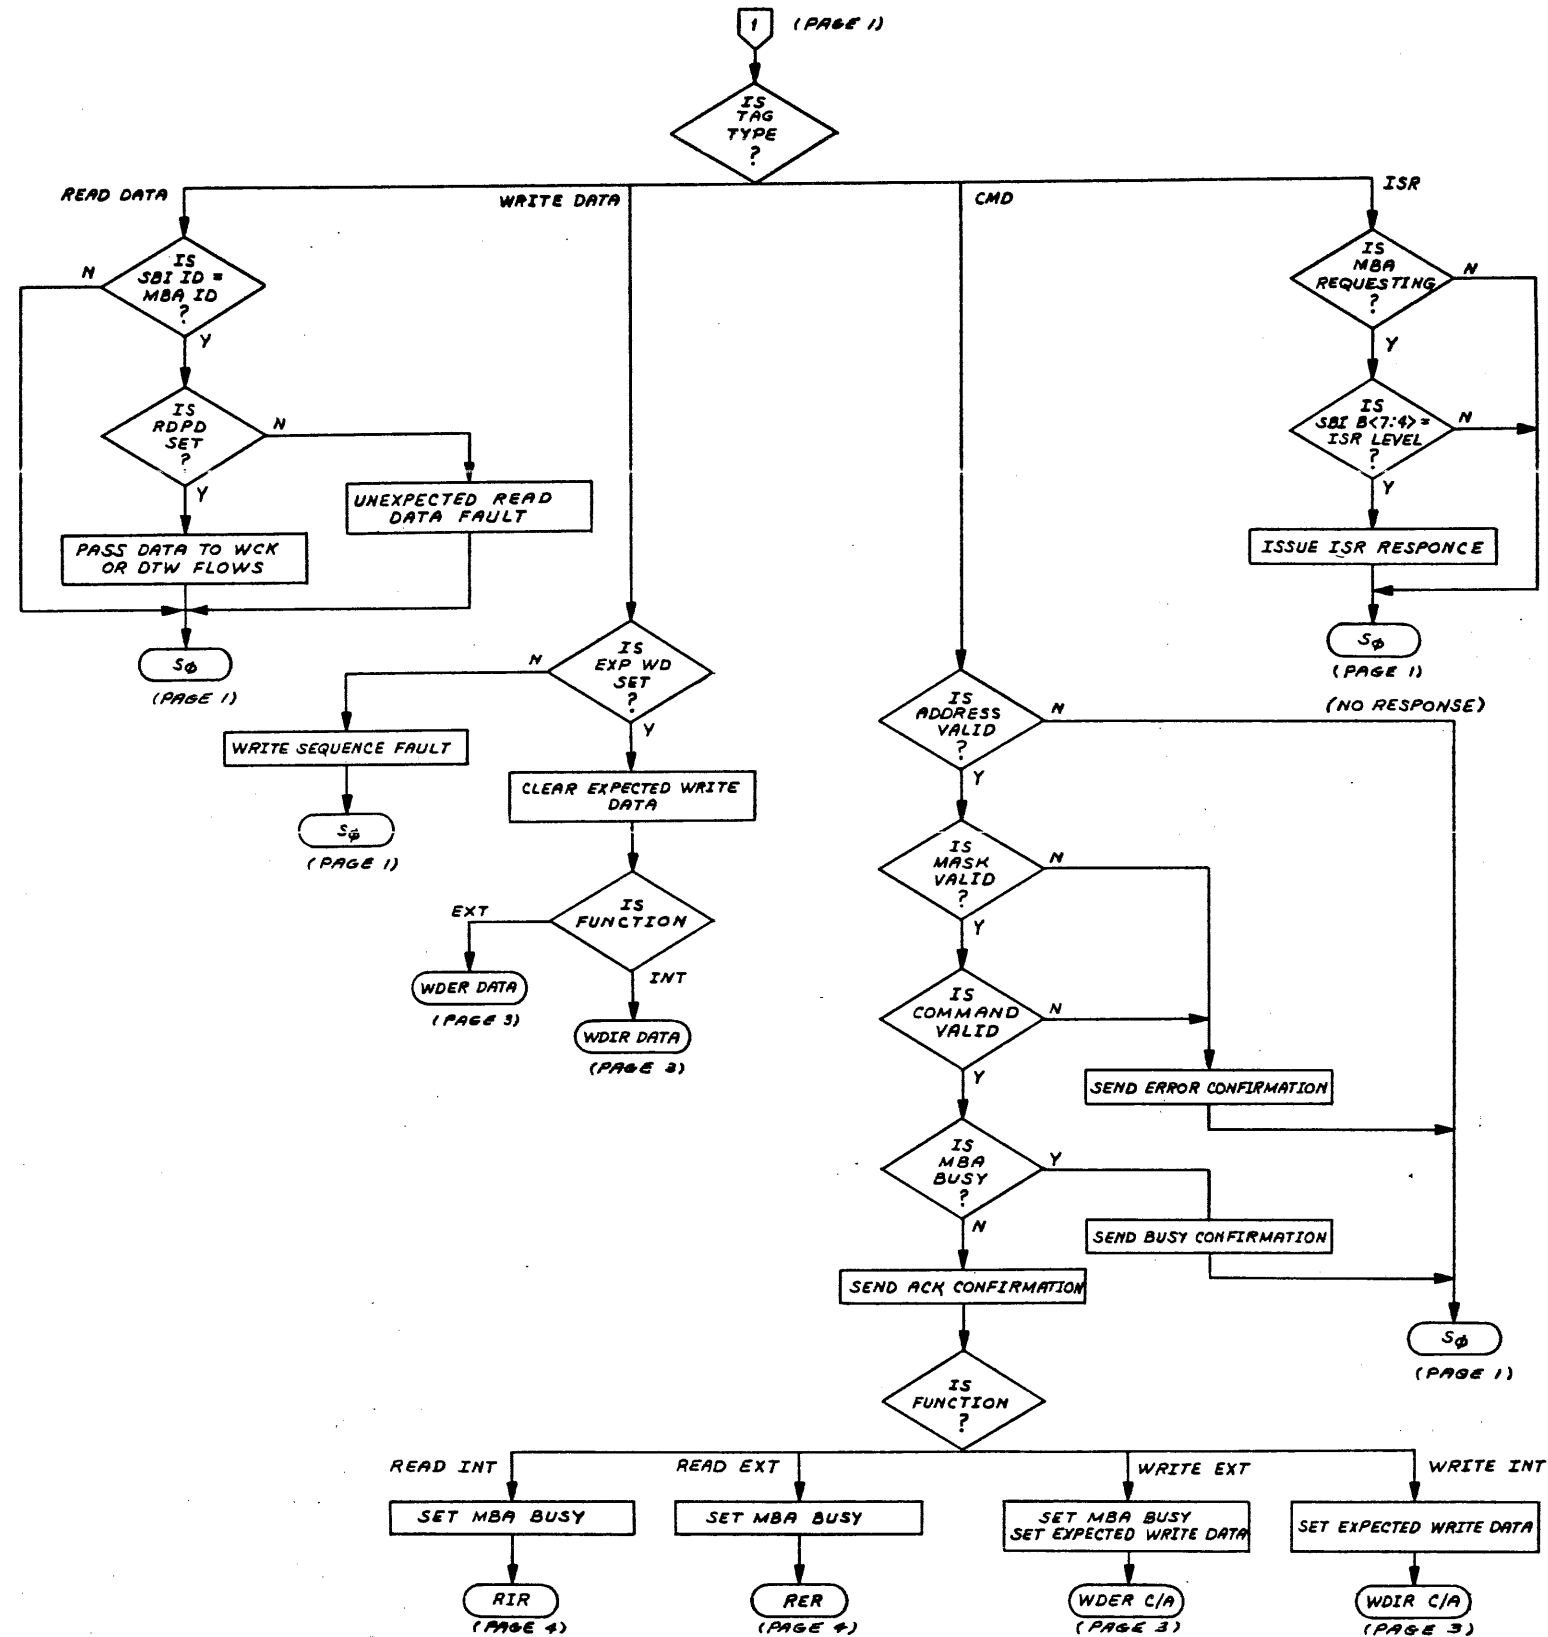 1 (PAGE 1)
IS
TAG
TYPE
?
READ DATA
WRITE DATA
CMD
ISR
IS
SBI ID =
MBA ID
?
N
Y
IS
RDPD
SET
?
N
Y
UNEXPECTED READ
DATA FAULT
PASS DATA TO WCK
OR DTW FLOWS
SØ
(PAGE 1)
IS
MBA
REQUESTING
?
N
Y
IS
SBI B<7:4> =
ISR LEVEL
?
N
Y
ISSUE ISR RESPONCE
SØ
(PAGE 1)
(NO RESPONSE)
IS
EXP WD
SET
?
N
Y
WRITE SEQUENCE FAULT
SØ
(PAGE 1)
CLEAR EXPECTED WRITE
DATA
IS
FUNCTION
EXT
INT
WDER DATA
(PAGE 3)
WDIR DATA
(PAGE 3)
IS
ADDRESS
VALID
?
N
Y
IS
MASK
VALID
?
N
Y
IS
COMMAND
VALID
N
Y
SEND ERROR CONFIRMATION
IS
MBA
BUSY
?
Y
N
SEND BUSY CONFIRMATION
SEND ACK CONFIRMATION
SØ
(PAGE 1)
IS
FUNCTION
?
READ INT
READ EXT
WRITE EXT
WRITE INT
SET MBA BUSY
SET MBA BUSY
SET MBA BUSY
SET EXPECTED WRITE DATA
SET EXPECTED WRITE DATA
RIR
(PAGE 4)
RER
(PAGE 4)
WDER C/A
(PAGE 3)
WDIR C/A
(PAGE 3)